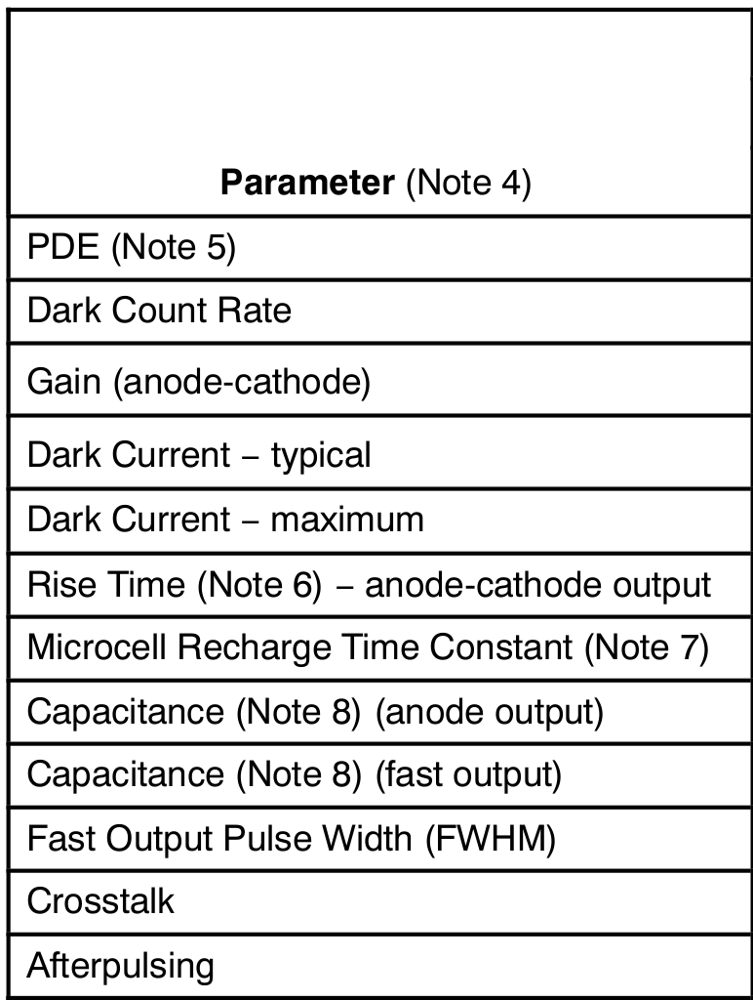 Parameter (Note 4)
PDE (Note 5)
Dark Count Rate
Gain (anode-cathode)
Dark Current – typical
Dark Current – maximum
Rise Time (Note 6) – anode-cathode output
Microcell Recharge Time Constant (Note 7)
Capacitance (Note 8) (anode output)
Capacitance (Note 8) (fast output)
Fast Output Pulse Width (FWHM)
Crosstalk
Afterpulsing